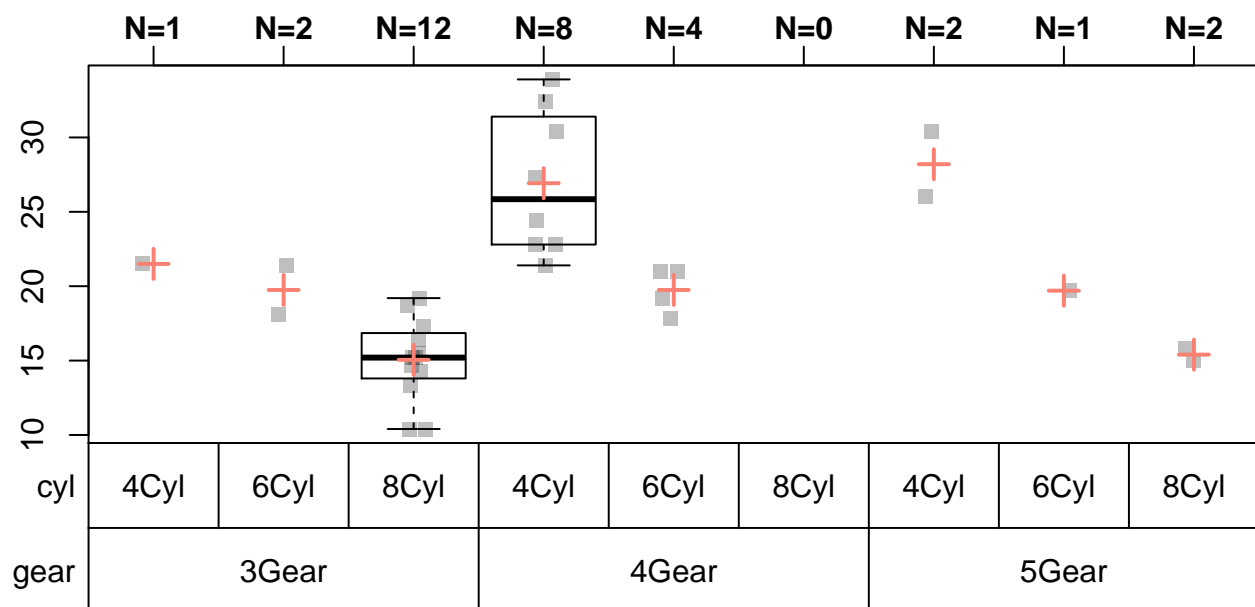 N=1 N=2 N=12 N=8 N=4 N=0 N=2 N=1 N=2
30
25
20
15
10
cyl 4Cyl 6Cyl 8Cyl 4Cyl 6Cyl 8Cyl 4Cyl 6Cyl 8Cyl
gear 3Gear 4Gear 5Gear